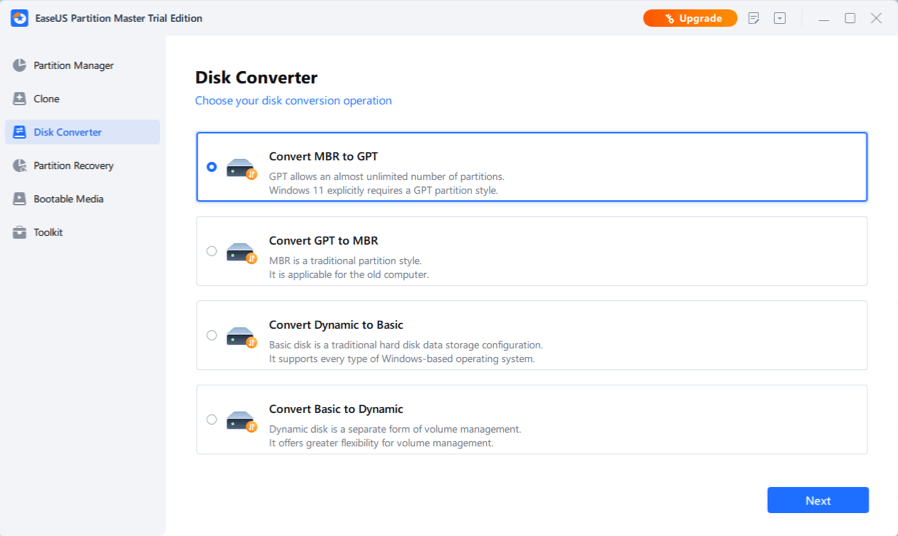 EaseUS Partition Master Trial Edition
Upgrade
Partition Manager
Clone
Disk Converter
Partition Recovery
Bootable Media
Toolkit
Disk Converter
Choose your disk conversion operation
Convert MBR to GPT
GPT allows an almost unlimited number of partitions.
Windows 11 explicitly requires a GPT partition style.
Convert GPT to MBR
MBR is a traditional partition style.
It is applicable for the old computer.
Convert Dynamic to Basic
Basic disk is a traditional hard disk data storage configuration.
It supports every type of Windows-based operating system.
Convert Basic to Dynamic
Dynamic disk is a separate form of volume management.
It offers greater flexibility for volume management.
Next